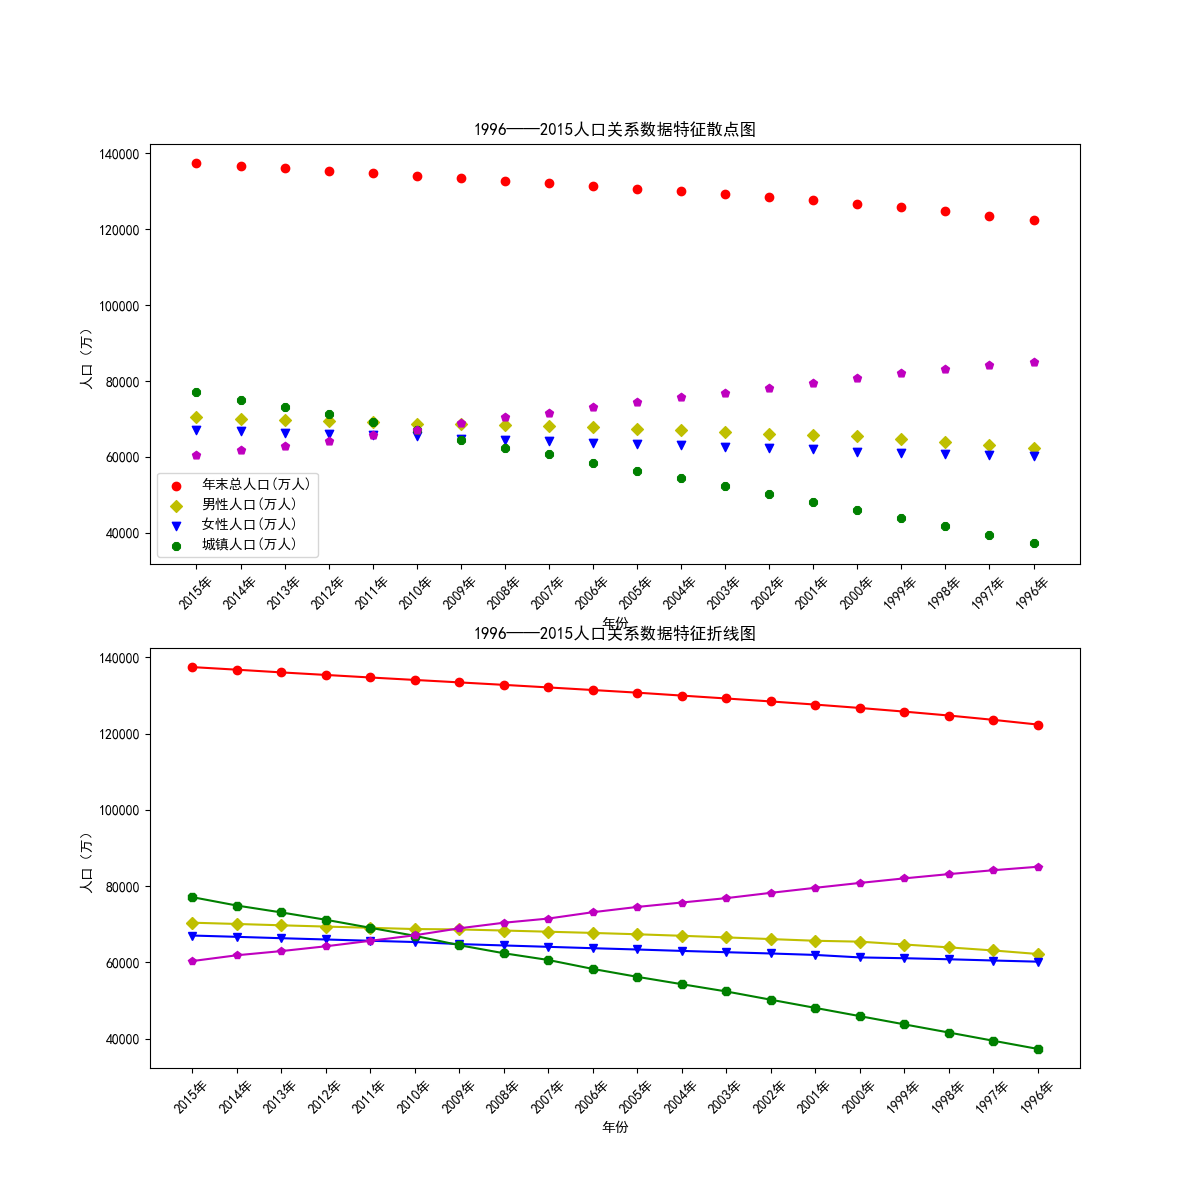 1996——2015人口关系数据特征散点图
140000
120000
100000
80000
60000
40000
人口（万）
年末总人口(万人)
男性人口(万人)
女性人口(万人)
城镇人口(万人)
2015年 2014年 2013年 2012年 2011年 2010年 2009年 2008年 2007年 2006年 2005年 2004年 2003年 2002年 2001年 2000年 1999年 1998年 1997年 1996年
年份
1996——2015人口关系数据特征折线图
140000
120000
100000
80000
60000
40000
人口（万）
2015年 2014年 2013年 2012年 2011年 2010年 2009年 2008年 2007年 2006年 2005年 2004年 2003年 2002年 2001年 2000年 1999年 1998年 1997年 1996年
年份